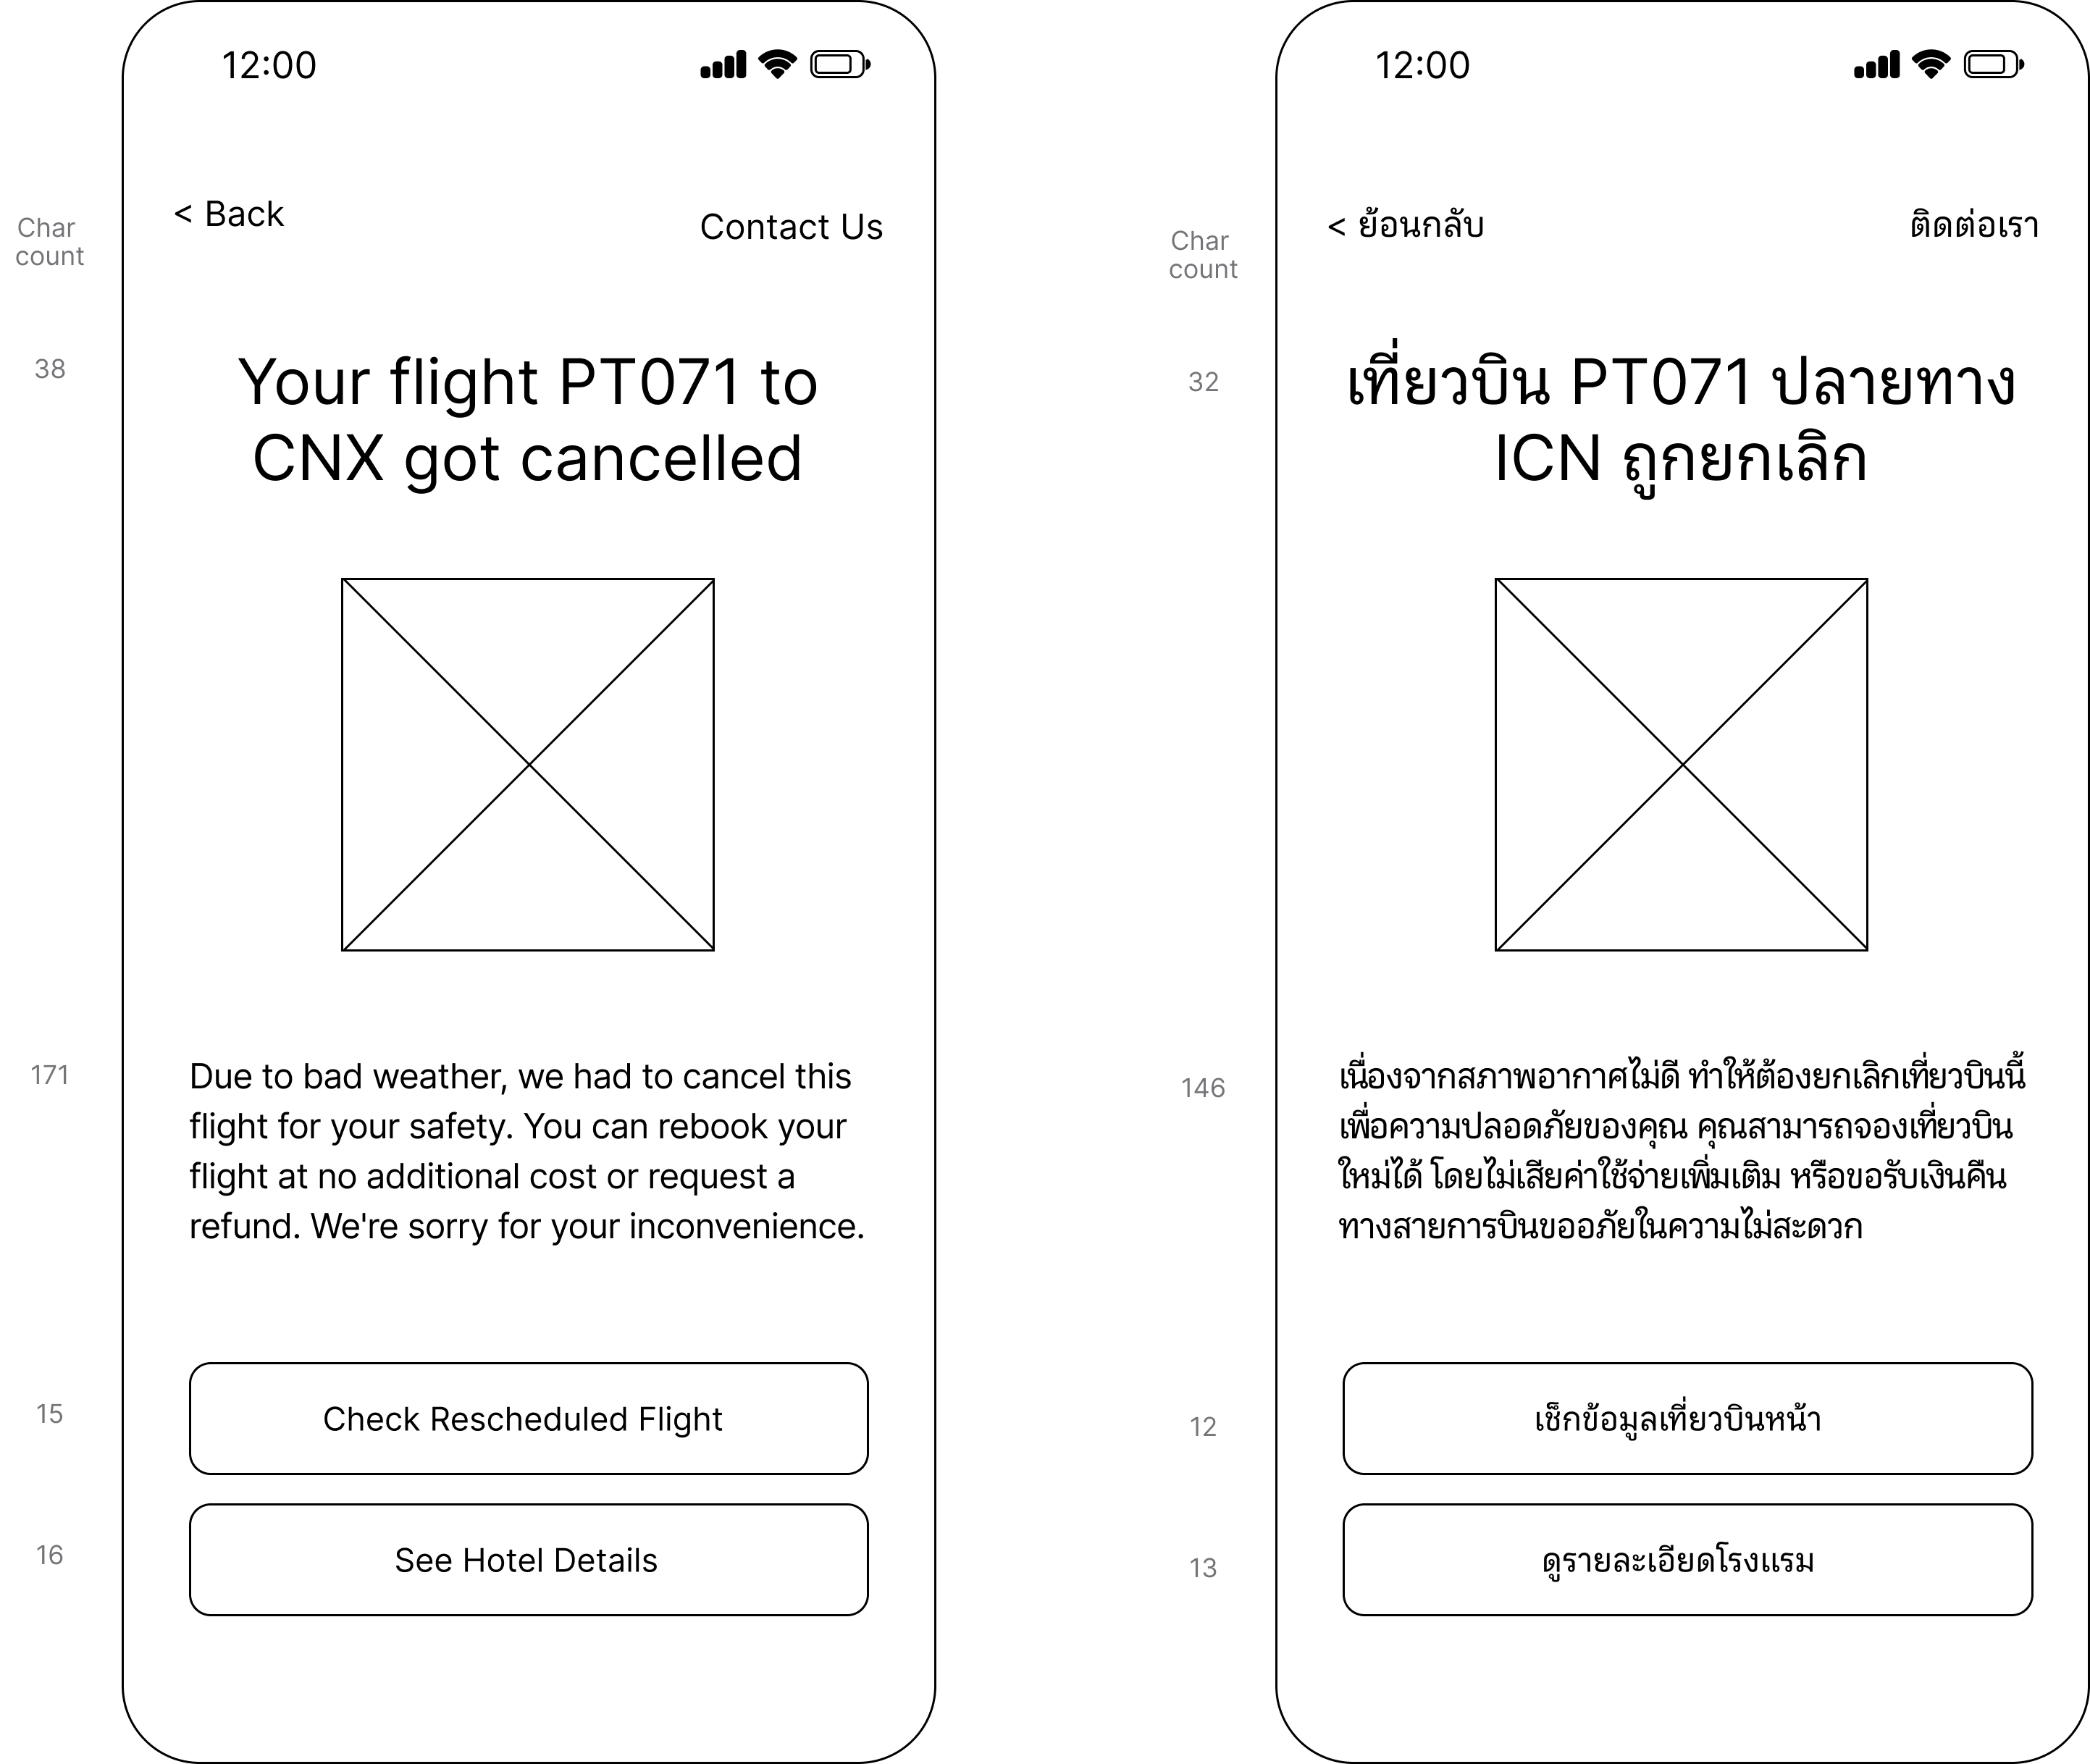 12:00
< Back
Contact Us
Char
count
38
Your flight PT071 to
CNX got cancelled
171
Due to bad weather, we had to cancel this
flight for your safety. You can rebook your
flight at no additional cost or request a
refund. We're sorry for your inconvenience.
15
Check Rescheduled Flight
16
See Hotel Details
12:00
< ย้อนกลับ
ติดต่อเรา
Char
count
32
เที่ยวบิน PT071 ปลายทาง
ICN ถูกยกเลิก
146
เนื่องจากสภาพอากาศไม่ดี ทำให้ต้องยกเลิกเที่ยวบินนี้
เพื่อความปลอดภัยของคุณ คุณสามารถจองเที่ยวบิน
ใหม่ได้ โดยไม่เสียค่าใช้จ่ายเพิ่มเติม หรือขอรับเงินคืน
ทางสายการบินขออภัยในความไม่สะดวก
12
เช็กข้อมูลเที่ยวบินหน้า
13
ดูรายละเอียดโรงแรม